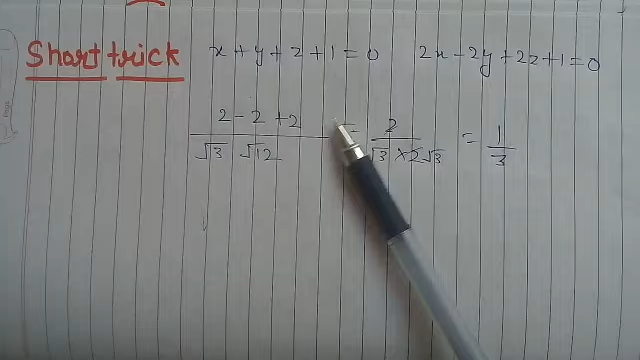 Short trick x + y + z + 1 = 0 2x - 2y + 2z + 1 = 0
2 - 2 + 2 = 2 = 1
√3 √12 √3 × 2√3 3